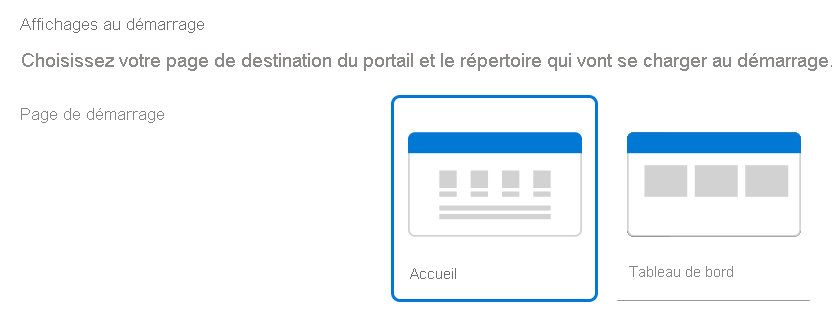 Affichages au démarrage
Choisissez votre page de destination du portail et le répertoire qui vont se charger au démarrage.
Page de démarrage
Accueil
Tableau de bord